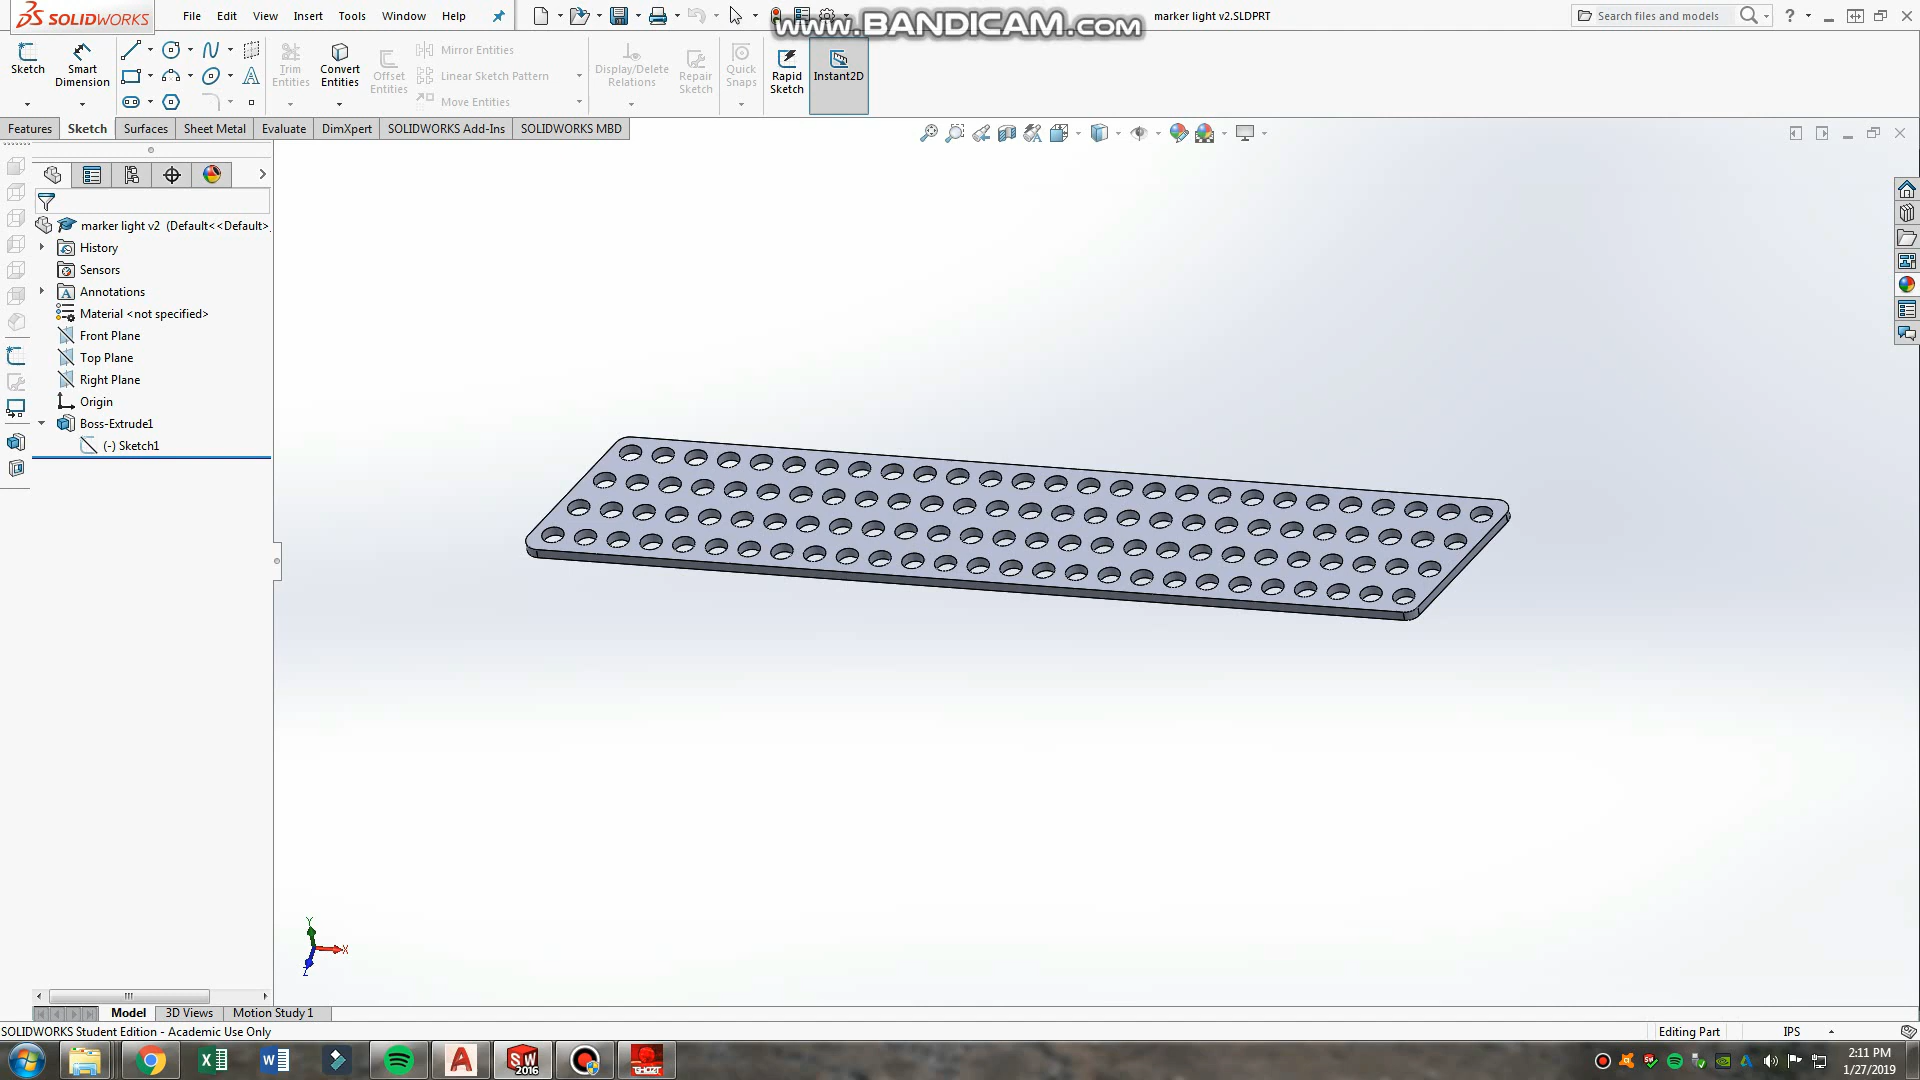 SOLIDWORKS File Edit View Insert Tools Window Help
www.BANDICAM.com
marker light v2.SLDPRT
Search files and models
Sketch
Smart Dimension
Trim Entities
Convert Entities
Offset Entities
Mirror Entities
Linear Sketch Pattern
Move Entities
Display/Delete Relations
Repair Sketch
Quick Snaps
Rapid Sketch
Instant2D
Features Sketch Surfaces Sheet Metal Evaluate DimXpert SOLIDWORKS Add-Ins SOLIDWORKS MBD
marker light v2 (Default<<Default>
History
Sensors
Annotations
Material <not specified>
Front Plane
Top Plane
Right Plane
Origin
Boss-Extrude1
(-) Sketch1
Y
X
Z
Model 3D Views Motion Study 1
SOLIDWORKS Student Edition - Academic Use Only
Editing Part
IPS
SW
2016
GHOST
2:11 PM
1/27/2019